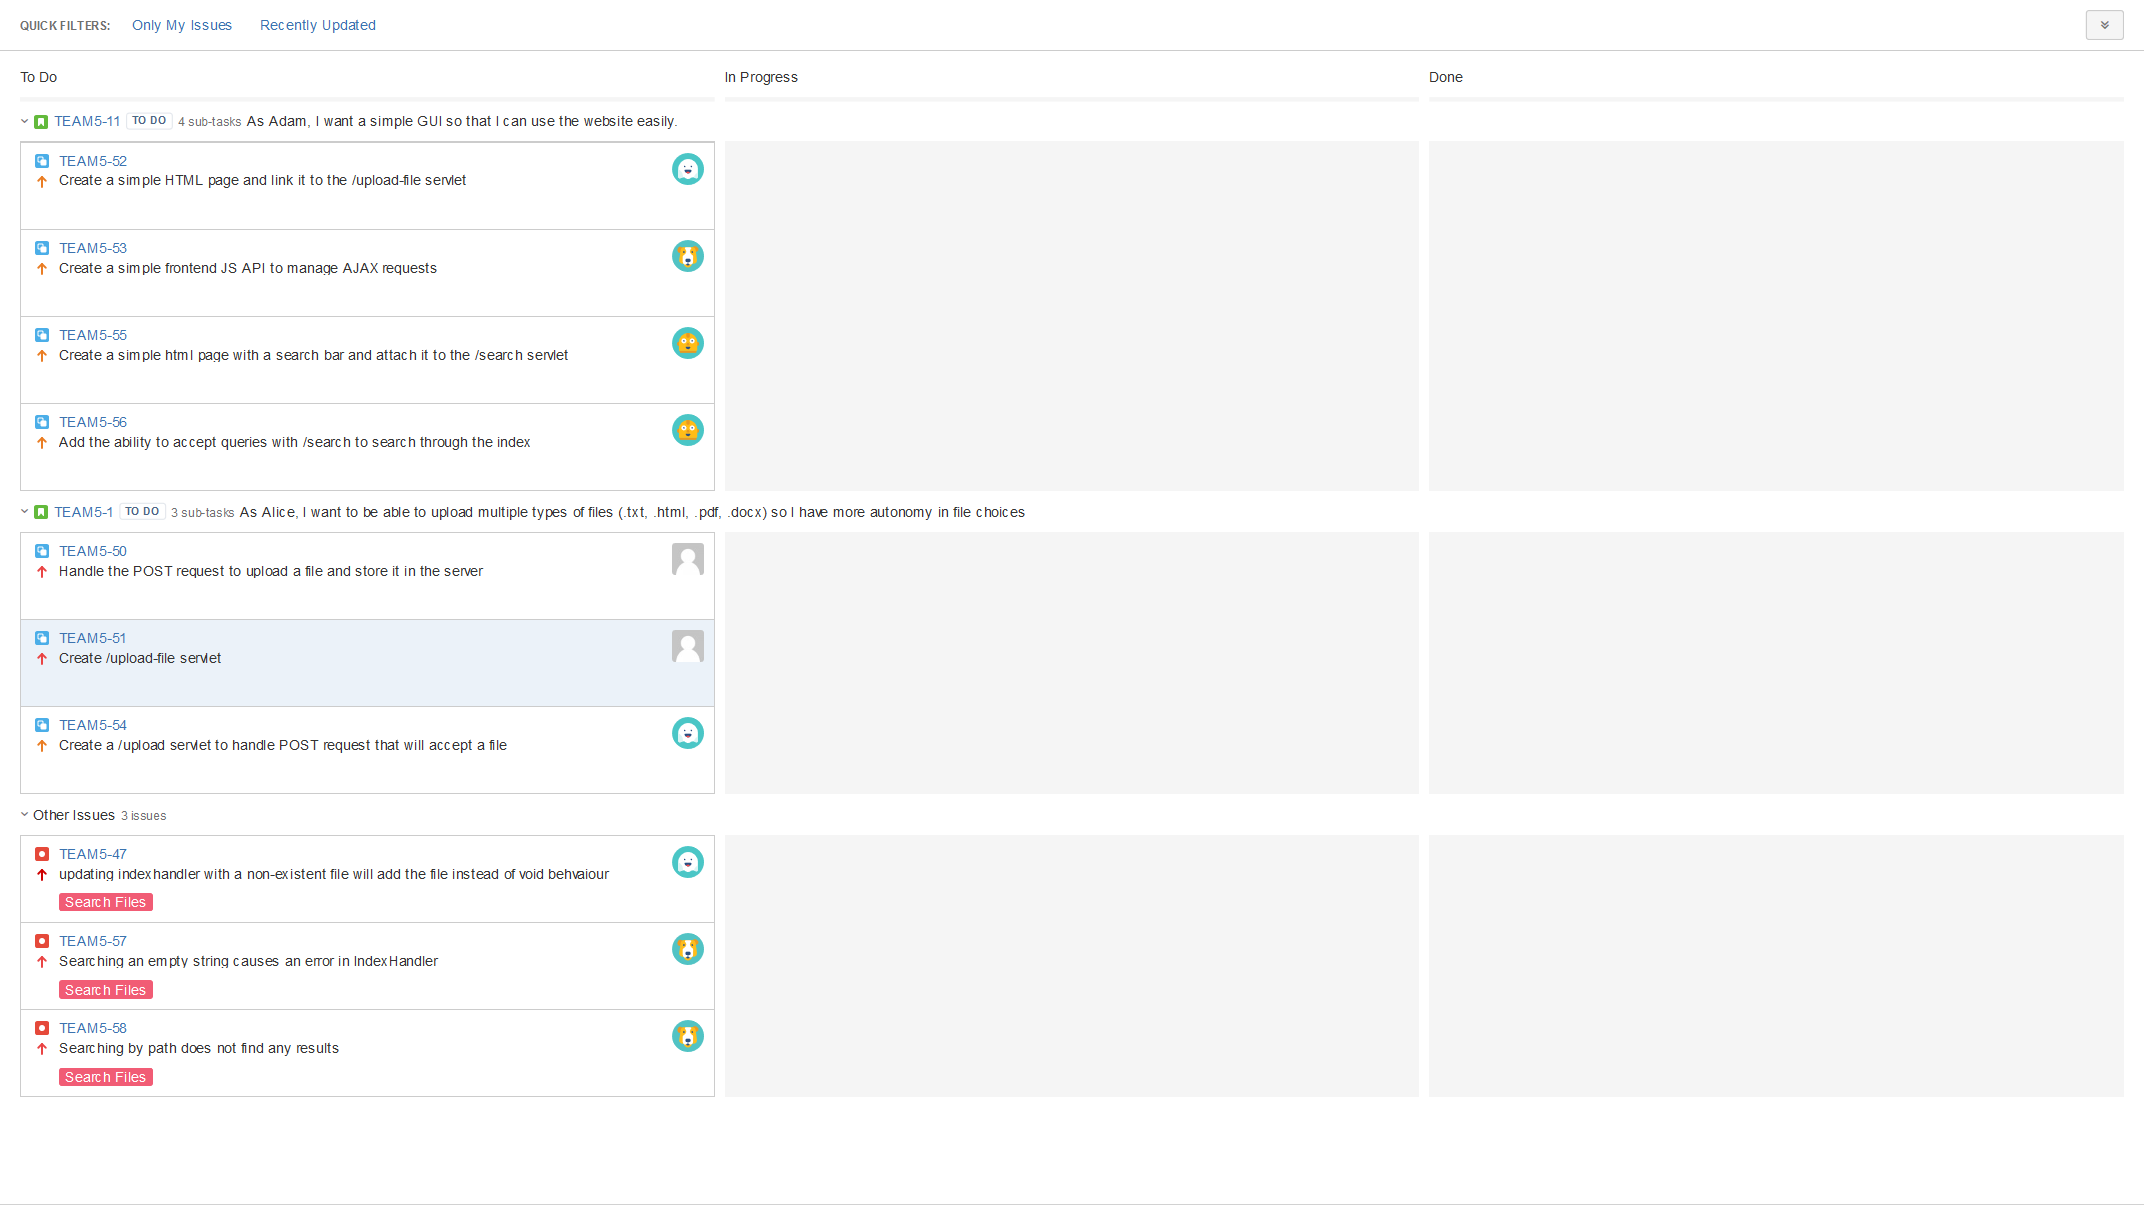 QUICK FILTERS: Only My Issues Recently Updated
To Do In Progress Done
TEAM5-11 TO DO 4 sub-tasks As Adam, I want a simple GUI so that I can use the website easily.
TEAM5-52
Create a simple HTML page and link it to the /upload-file servlet
TEAM5-53
Create a simple frontend JS API to manage AJAX requests
TEAM5-55
Create a simple html page with a search bar and attach it to the /search servlet
TEAM5-56
Add the ability to accept queries with /search to search through the index
TEAM5-1 TO DO 3 sub-tasks As Alice, I want to be able to upload multiple types of files (.txt, .html, .pdf, .docx) so I have more autonomy in file choices
TEAM5-50
Handle the POST request to upload a file and store it in the server
TEAM5-51
Create /upload-file servlet
TEAM5-54
Create a /upload servlet to handle POST request that will accept a file
Other Issues 3 issues
TEAM5-47
updating indexhandler with a non-existent file will add the file instead of void behvaiour
Search Files
TEAM5-57
Searching an empty string causes an error in IndexHandler
Search Files
TEAM5-58
Searching by path does not find any results
Search Files